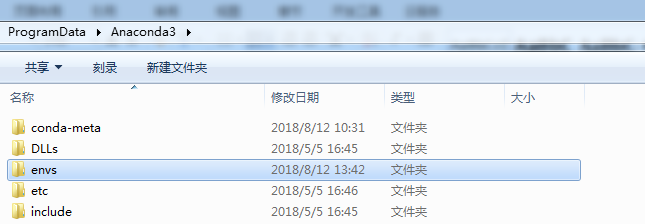 ProgramData ▸ Anaconda3 ▸
共享 ▼ 刻录 新建文件夹
名称 修改日期 类型 大小
conda-meta 2018/8/12 10:31 文件夹
DLLs 2018/5/5 16:45 文件夹
envs 2018/8/12 13:42 文件夹
etc 2018/5/5 16:46 文件夹
include 2018/5/5 16:45 文件夹